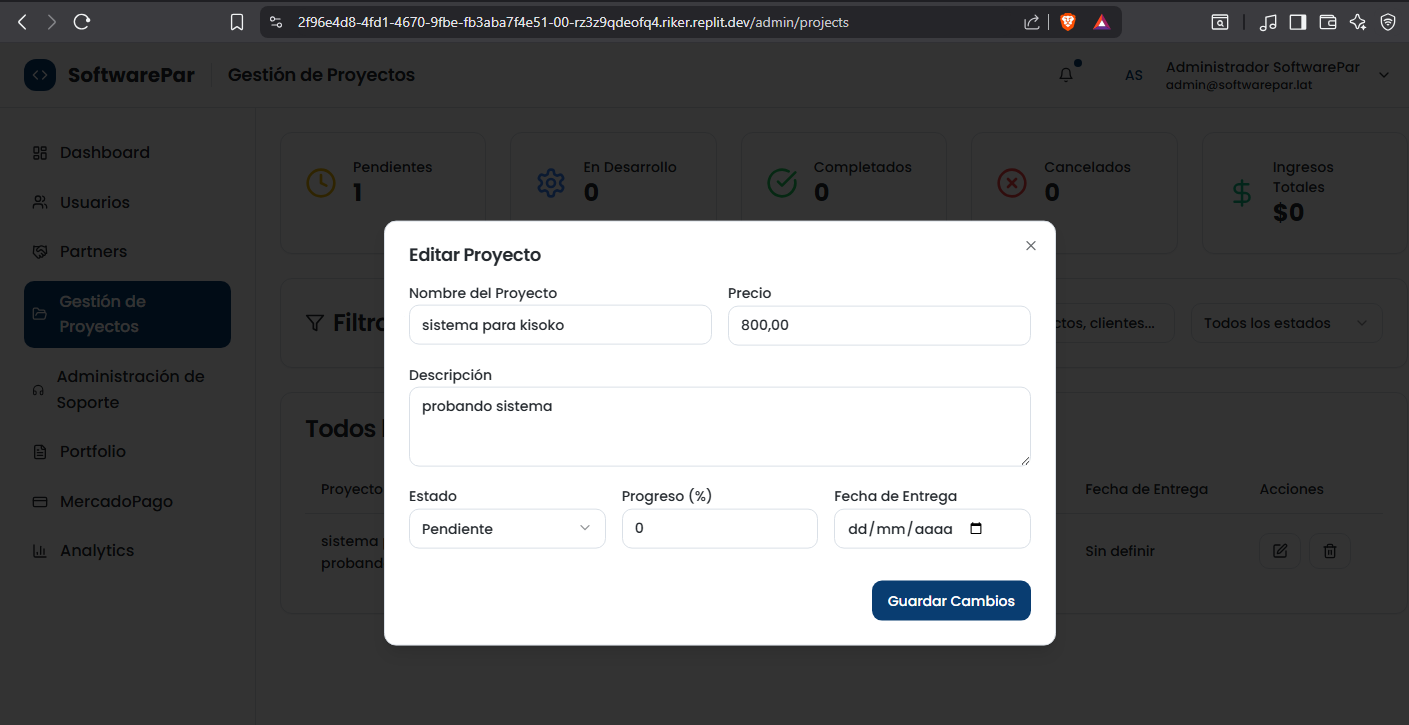 2f96e4d8-4fd1-4670-9fbe-fb3aba7f4e51-00-rz3z9qdeofq4.riker.replit.dev/admin/projects
SoftwarePar
Gestión de Proyectos
AS
Administrador SoftwarePar
admin@softwarepar.lat
Dashboard
Usuarios
Partners
Gestión de
Proyectos
Administración de
Soporte
Portfolio
MercadoPago
Analytics
Pendientes
1
En Desarrollo
0
Completados
0
Cancelados
0
Ingresos
Totales
$0
Filtro
ctos, clientes...
Todos los estados
Todos
Proyecto
Fecha de Entrega
Acciones
sistema
proband
Sin definir
Editar Proyecto
Nombre del Proyecto
sistema para kisoko
Precio
800,00
Descripción
probando sistema
Estado
Pendiente
Progreso (%)
0
Fecha de Entrega
dd/mm/aaaa
Guardar Cambios